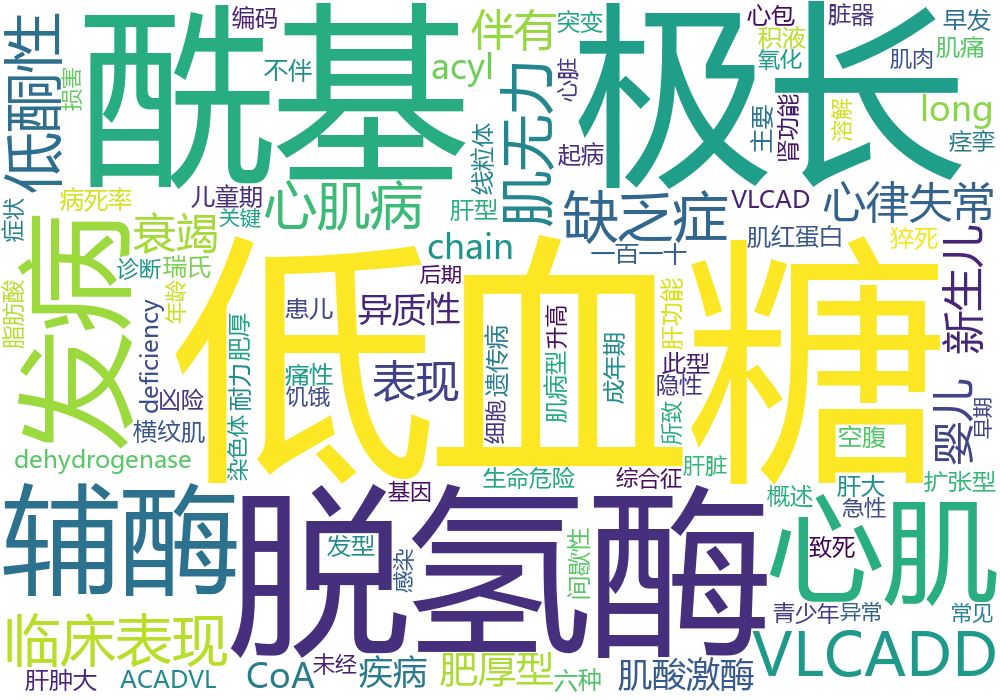 编码
酰基
伴有
突变
极长
心包
脏器
早发
积液
肌痛
不伴
acyl
氧化
肌肉
损害
低酮性
肌无力
心脏
主要
肾功能
溶解
long
线粒体
起病
痉挛
病死率
儿童期
心肌病
肝型
缺乏症
VLCAD
心律失常
症状
关键
衰竭
chain
一百一十
肌红蛋白
猝死
新生儿
发病
诊断
瑞氏
后期
低血糖
脂肪酸
年龄
deficiency
肥厚
患儿
异质性
升高
肝功能
成年期
此型
隐性
痛性
饥饿
表现
遗传病
肌病型
耐力
凶险
细胞
所致
婴儿
早期
横纹肌
染色体
空腹
dehydrogenase
生命危险
综合征
肝脏
扩张型
辅酶
基因
脱氢酶
概述
肝大
急性
心肌
发型
感染
间歇性
致死
临床表现
青少年
异常
常见
VLCADD
肝肿大
ACADVL
CoA
未经
疾病
肥厚型
六种
肌酸激酶